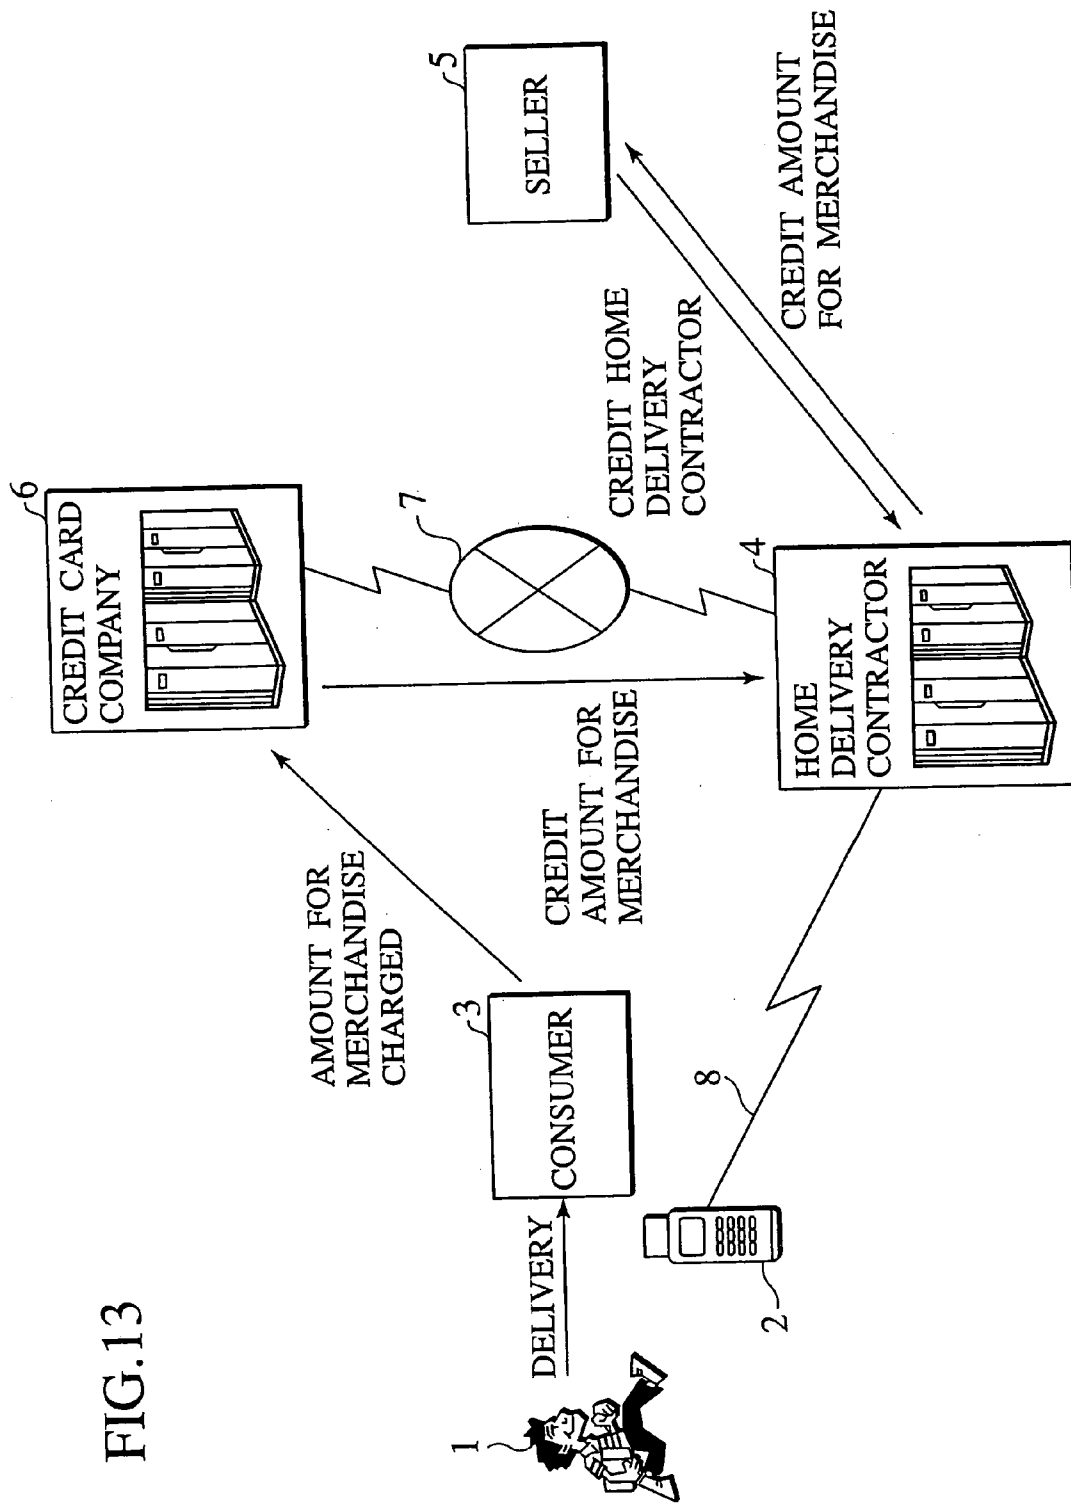 FIG.13
6
CREDIT CARD
COMPANY
5
SELLER
AMOUNT FOR
MERCHANDISE
CHARGED
7
CREDIT HOME
DELIVERY
CONTRACTOR
CREDIT AMOUNT
FOR MERCHANDISE
CREDIT
AMOUNT FOR
MERCHANDISE
1
DELIVERY
3
CONSUMER
4
HOME
DELIVERY
CONTRACTOR
8
2